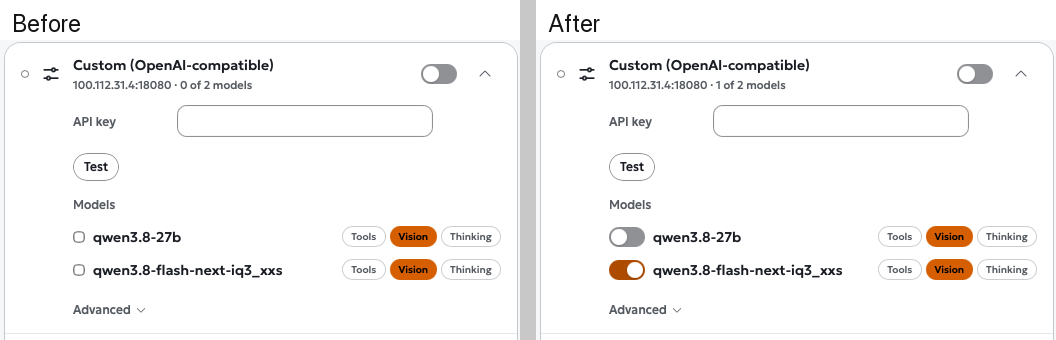 Before
Custom (OpenAI-compatible)
100.112.31.4:18080 · 0 of 2 models
API key
Test
Models
qwen3.8-27b Tools Vision Thinking
qwen3.8-flash-next-iq3_xxs Tools Vision Thinking
Advanced
After
Custom (OpenAI-compatible)
100.112.31.4:18080 · 1 of 2 models
API key
Test
Models
qwen3.8-27b Tools Vision Thinking
qwen3.8-flash-next-iq3_xxs Tools Vision Thinking
Advanced